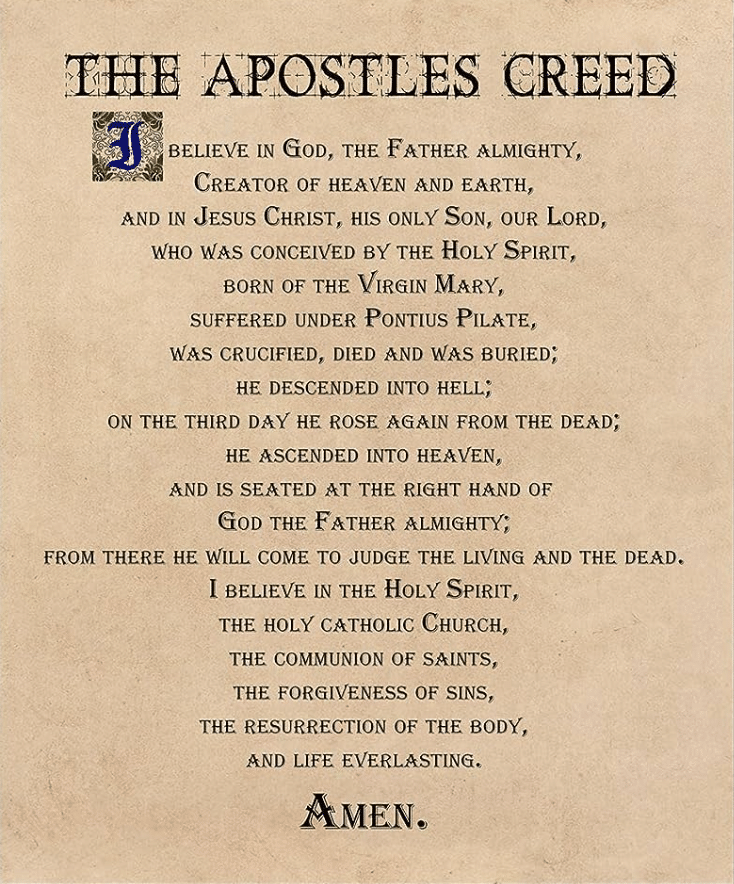 THE APOSTLES CREED
I BELIEVE IN GOD, THE FATHER ALMIGHTY,
CREATOR OF HEAVEN AND EARTH,
AND IN JESUS CHRIST, HIS ONLY SON, OUR LORD,
WHO WAS CONCEIVED BY THE HOLY SPIRIT,
BORN OF THE VIRGIN MARY,
SUFFERED UNDER PONTIUS PILATE,
WAS CRUCIFIED, DIED AND WAS BURIED;
HE DESCENDED INTO HELL;
ON THE THIRD DAY HE ROSE AGAIN FROM THE DEAD;
HE ASCENDED INTO HEAVEN,
AND IS SEATED AT THE RIGHT HAND OF
GOD THE FATHER ALMIGHTY;
FROM THERE HE WILL COME TO JUDGE THE LIVING AND THE DEAD.
I BELIEVE IN THE HOLY SPIRIT,
THE HOLY CATHOLIC CHURCH,
THE COMMUNION OF SAINTS,
THE FORGIVENESS OF SINS,
THE RESURRECTION OF THE BODY,
AND LIFE EVERLASTING.
AMEN.